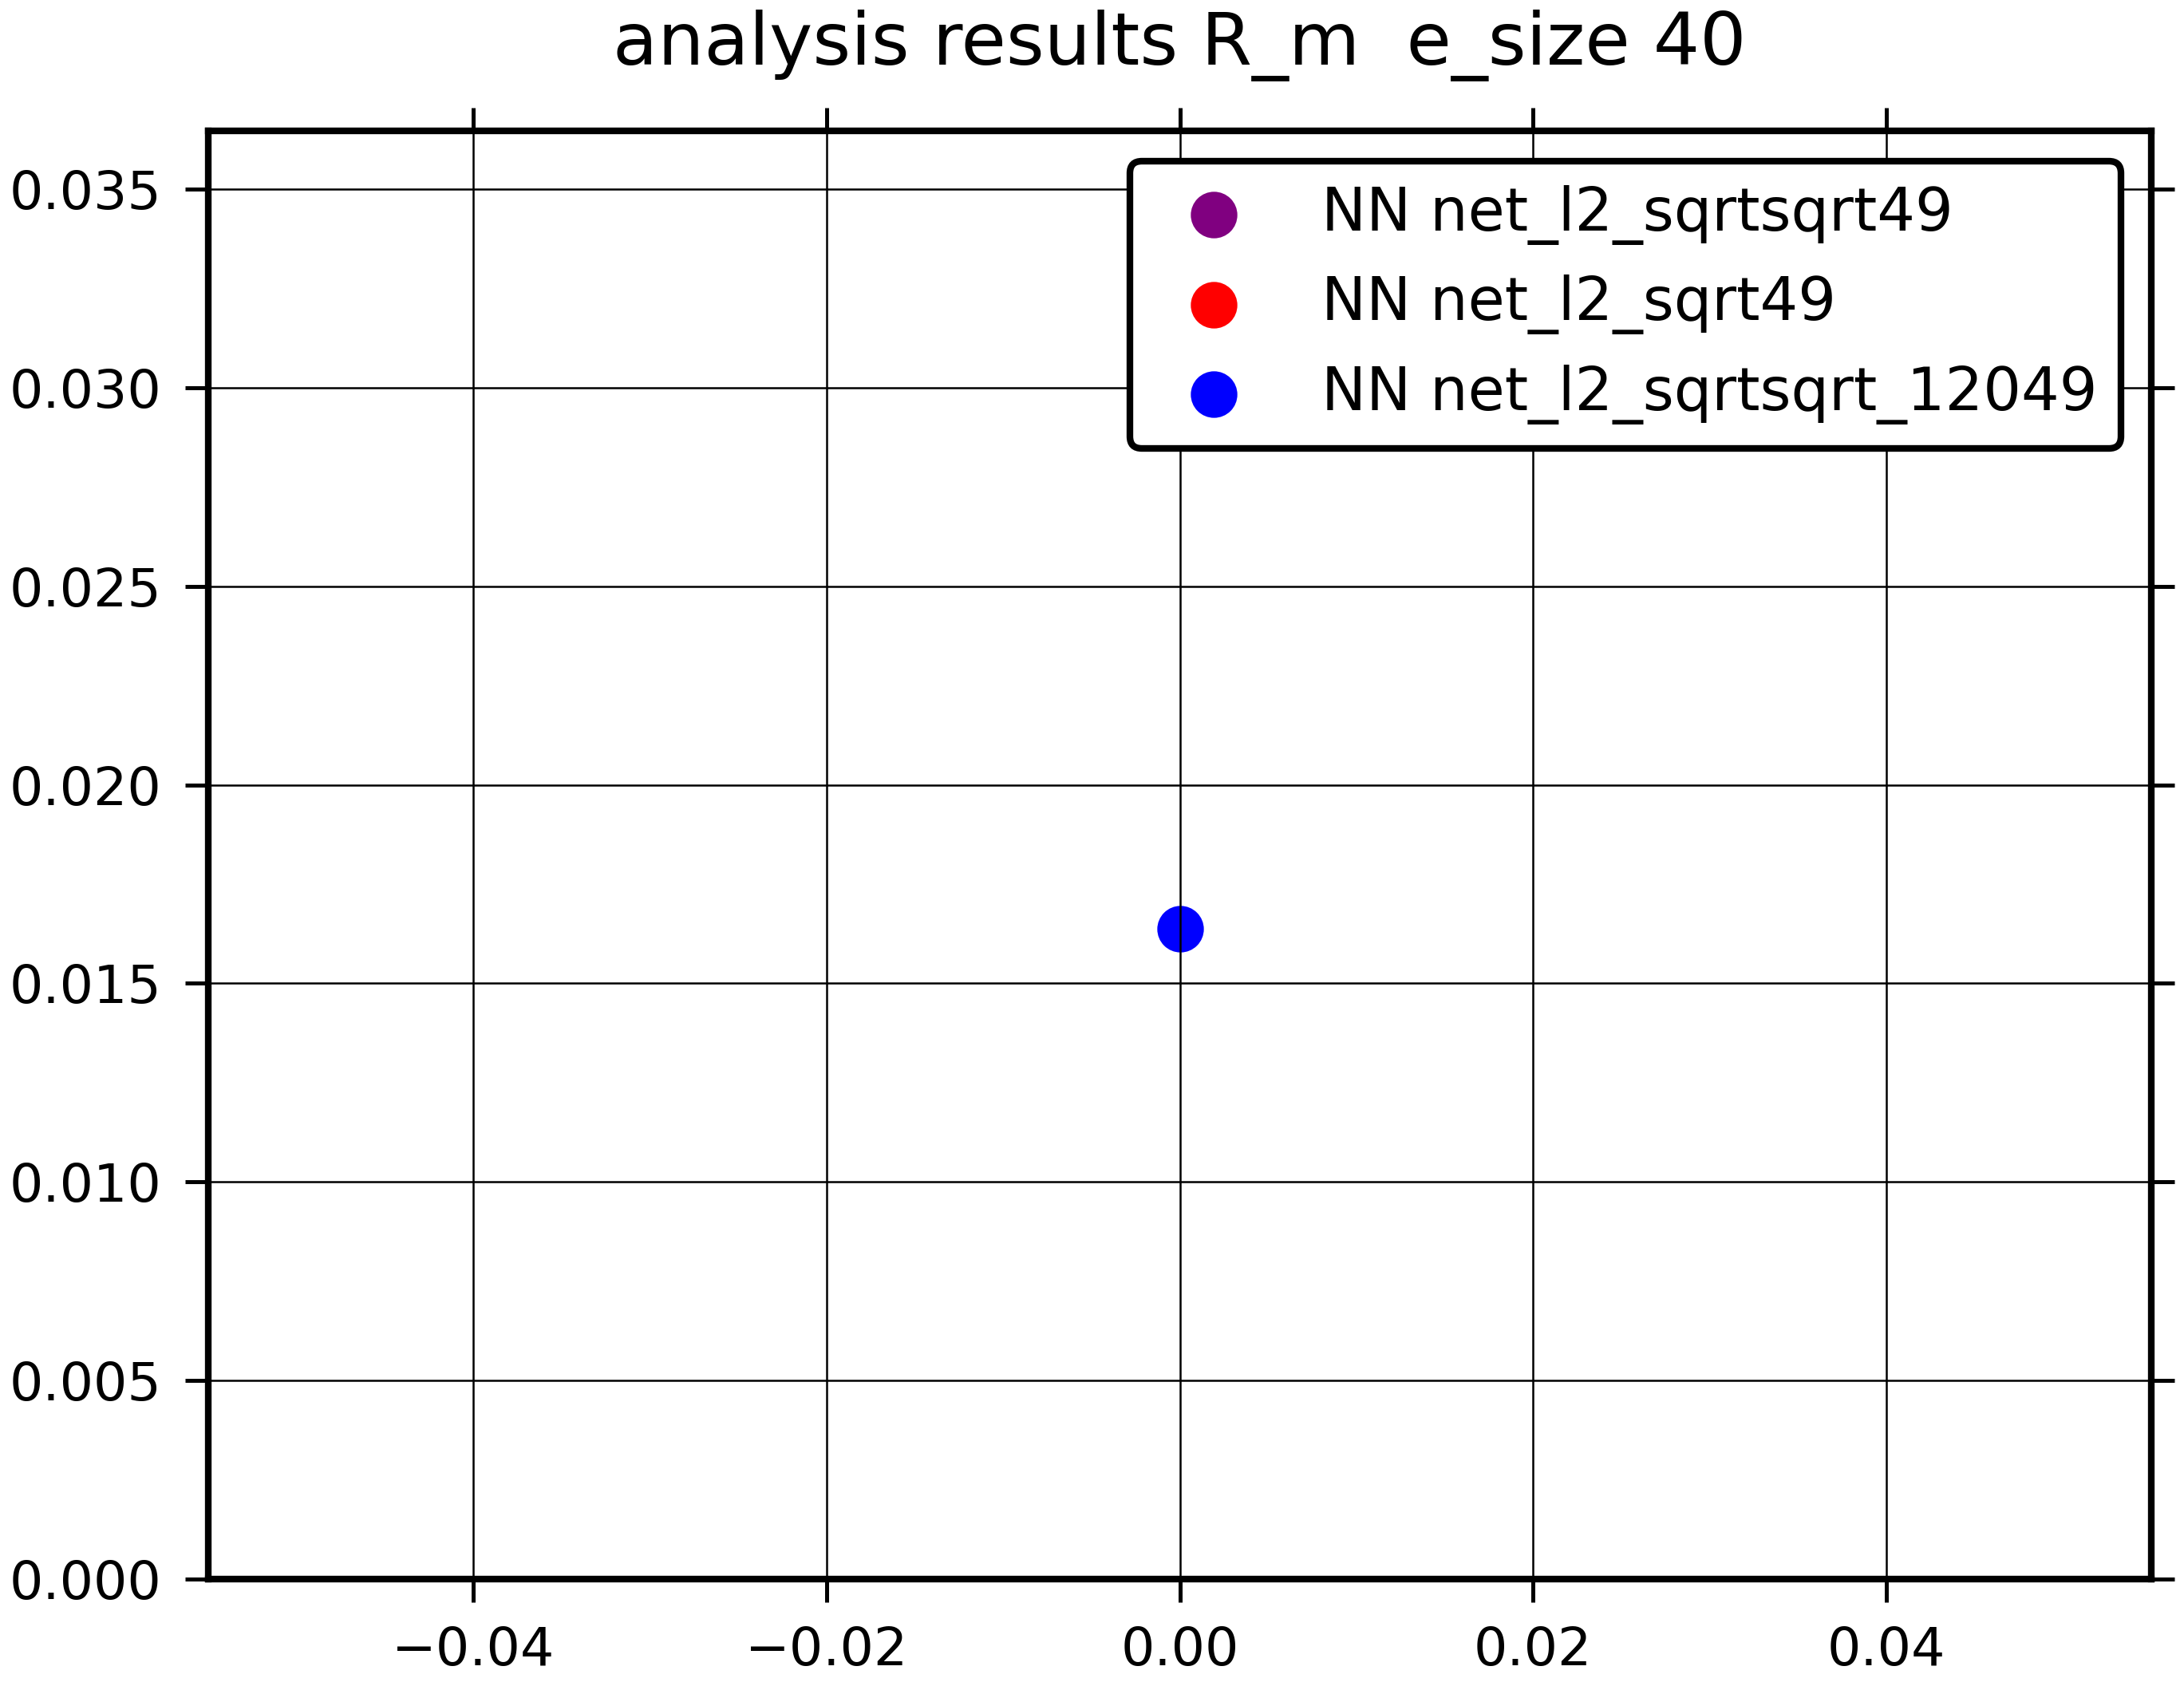 analysis results R_m  e_size 40
NN net_l2_sqrtsqrt49
NN net_l2_sqrt49
NN net_l2_sqrtsqrt_12049
0.035
0.030
0.025
0.020
0.015
0.010
0.005
0.000
−0.04 −0.02 0.00 0.02 0.04